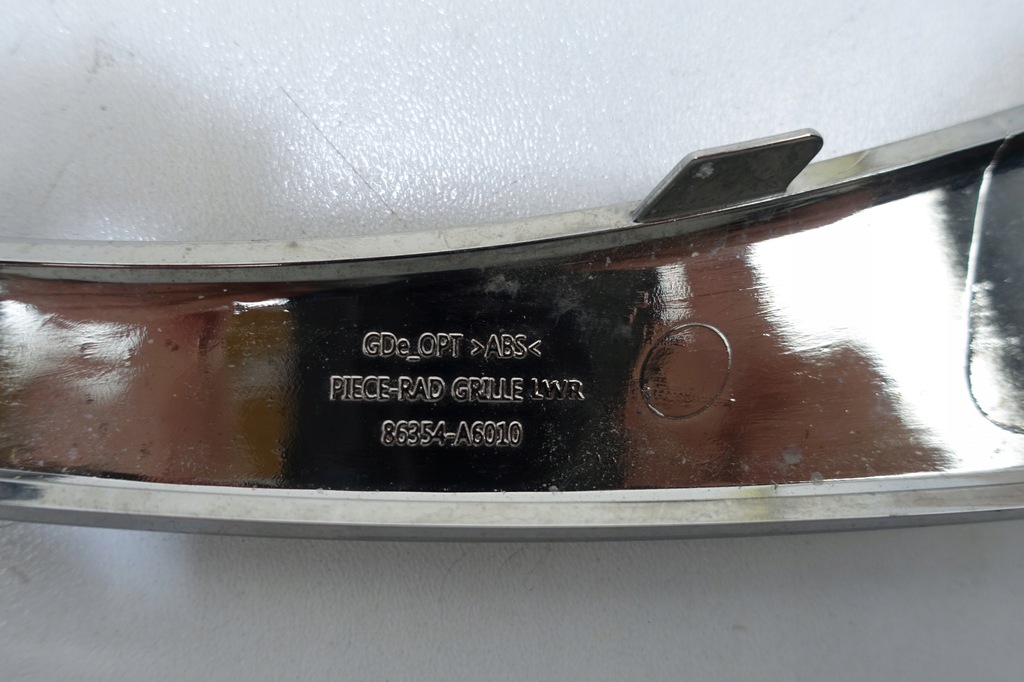 GDe_OPT >ABS<
PIECE-RAD GRILLE LWR
86354-A6010